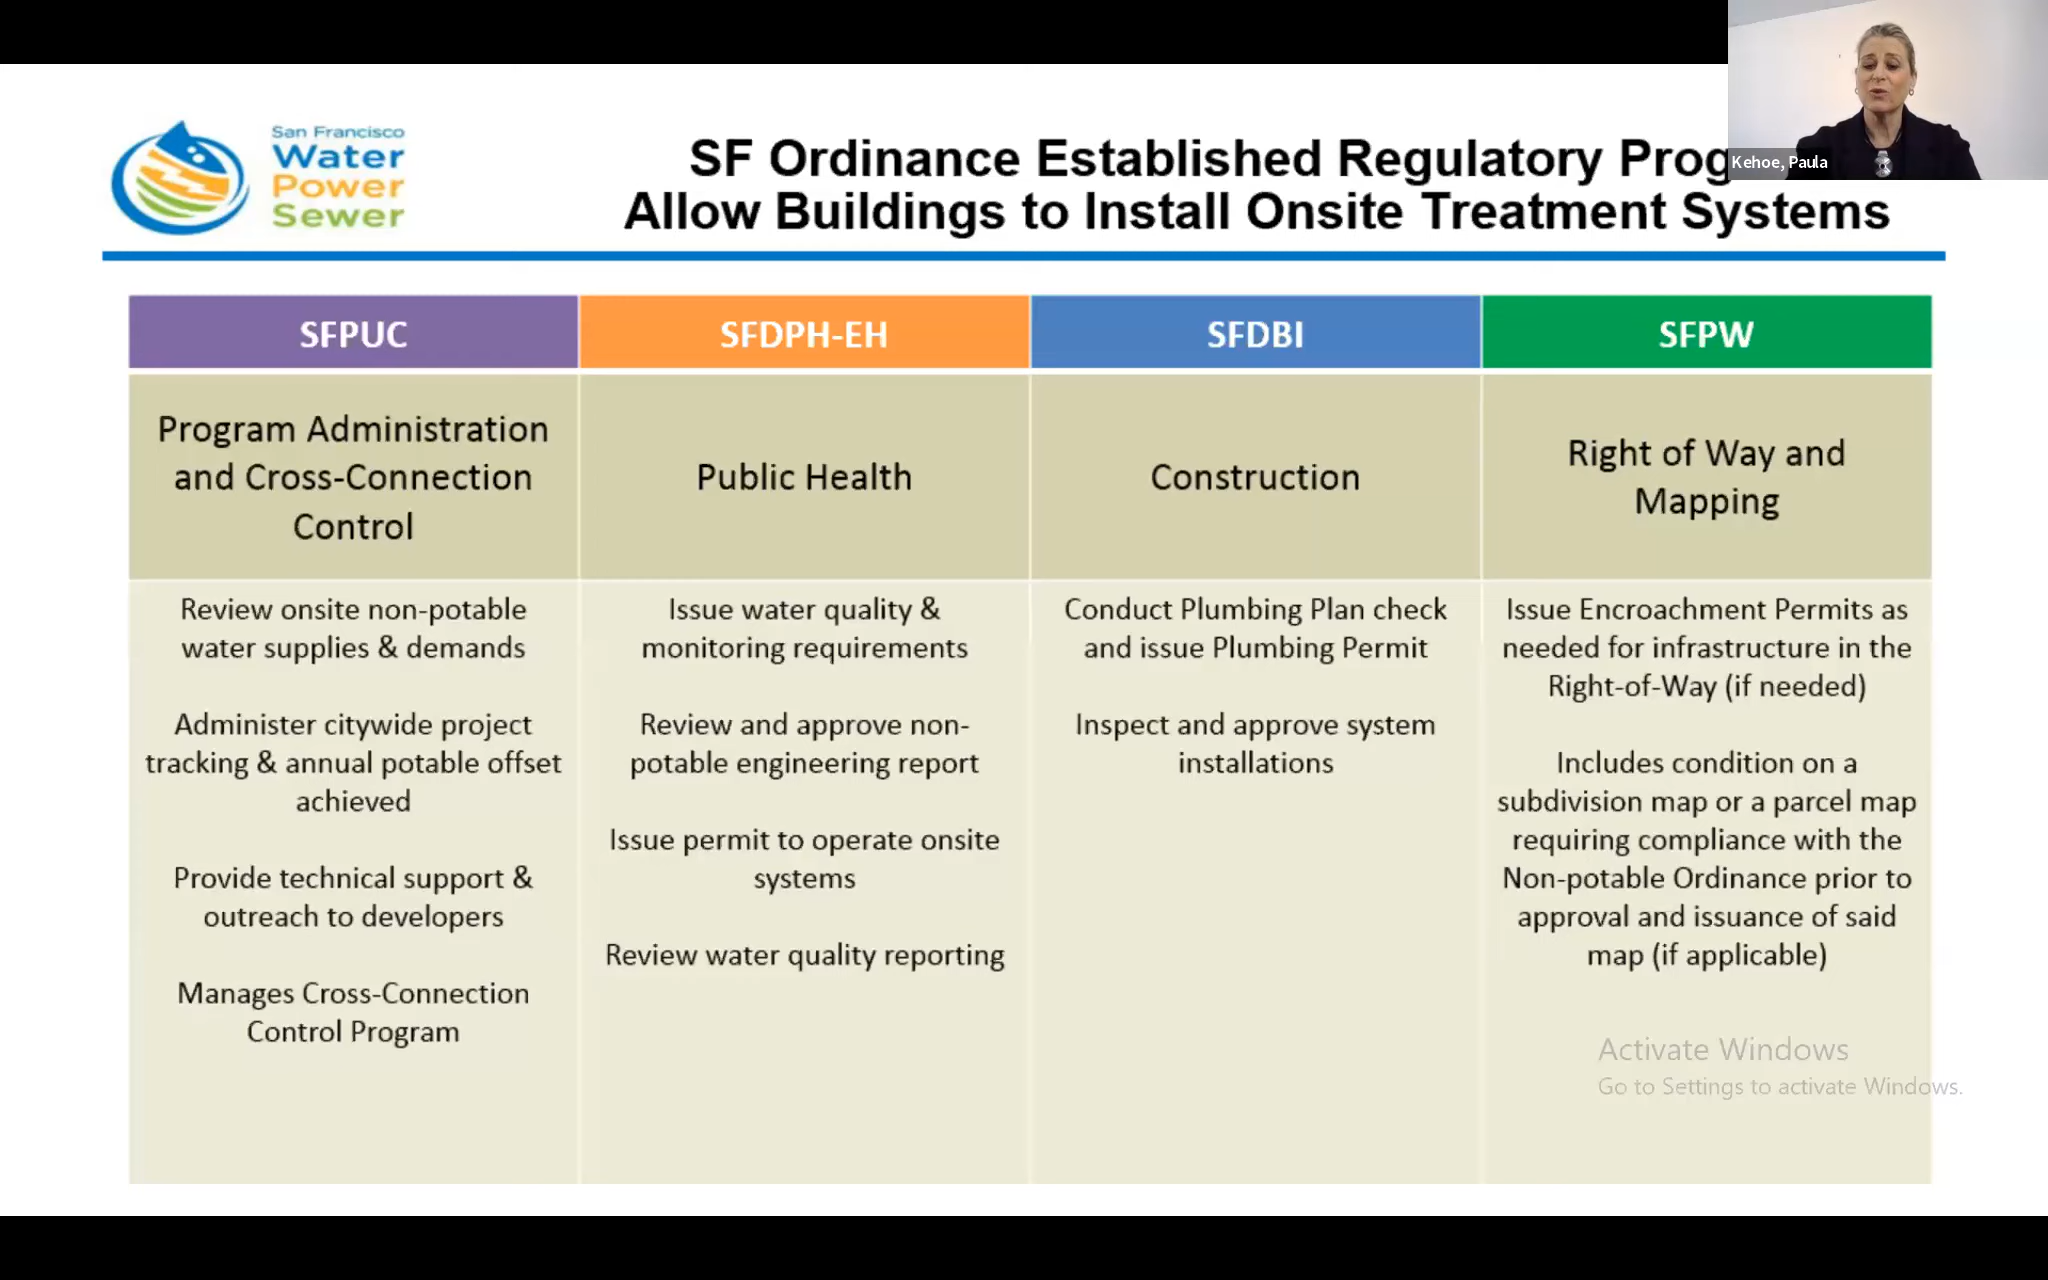 San Francisco
Water
Power
Sewer
SF Ordinance Established Regulatory
Allow Buildings to Install Onsite Treatment Systems
Kehoe, Paula
SFPUC
SFDPH-EH
SFDBI
SFPW
Program Administration
and Cross-Connection
Control
Public Health
Construction
Right of Way and
Mapping
Review onsite non-potable
water supplies & demands
Administer citywide project
tracking & annual potable offset
achieved
Provide technical support &
outreach to developers
Manages Cross-Connection
Control Program
Issue water quality &
monitoring requirements
Review and approve non-
potable engineering report
Issue permit to operate onsite
systems
Review water quality reporting
Conduct Plumbing Plan check
and issue Plumbing Permit
Inspect and approve system
installations
Issue Encroachment Permits as
needed for infrastructure in the
Right-of-Way (if needed)
Includes condition on a
subdivision map or a parcel map
requiring compliance with the
Non-potable Ordinance prior to
approval and issuance of said
map (if applicable)
Activate Windows
Go to Settings to activate Windows.